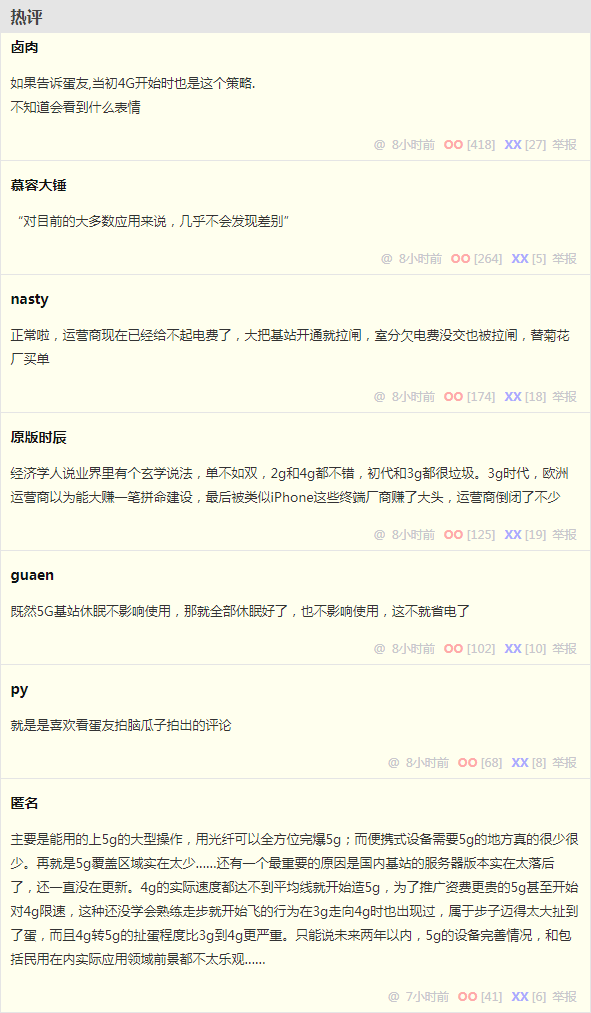 热评
卤肉
如果告诉蛋友,当初4G开始时也是这个策略.
不知道会看到什么表情
@ 8小时前 OO [418] XX [27] 举报
慕容大锤
“对目前的大多数应用来说，几乎不会发现差别”
@ 8小时前 OO [264] XX [5] 举报
nasty
正常啦，运营商现在已经给不起电费了，大把基站开通就拉闸，室分欠电费没交也被拉闸，替菊花
厂买单
@ 8小时前 OO [174] XX [18] 举报
原版时辰
经济学人说业界里有个玄学说法，单不如双，2g和4g都不错，初代和3g都很垃圾。3g时代，欧洲
运营商以为能大赚一笔拼命建设，最后被类似iPhone这些终端厂商赚了大头，运营商倒闭了不少
@ 8小时前 OO [125] XX [19] 举报
guaen
既然5G基站休眠不影响使用，那就全部休眠好了，也不影响使用，这不就省电了
@ 8小时前 OO [102] XX [10] 举报
py
就是是喜欢看蛋友拍脑瓜子拍出的评论
@ 8小时前 OO [68] XX [8] 举报
匿名
主要是能用的上5g的大型操作，用光纤可以全方位完爆5g；而便携式设备需要5g的地方真的很少很
少。再就是5g覆盖区域实在太少......还有一个最重要的原因是国内基站的服务器版本实在太落后
了，还一直没在更新。4g的实际速度都达不到平均线就开始造5g，为了推广资费更贵的5g甚至开始
对4g限速，这种还没学会熟练走步就开始飞的行为在3g走向4g时也出现过，属于步子迈得太大扯到
了蛋，而且4g转5g的扯蛋程度比3g到4g更严重。只能说未来两年以内，5g的设备完善情况，和包
括民用在内实际应用领域前景都不太乐观......
@ 7小时前 OO [41] XX [6] 举报